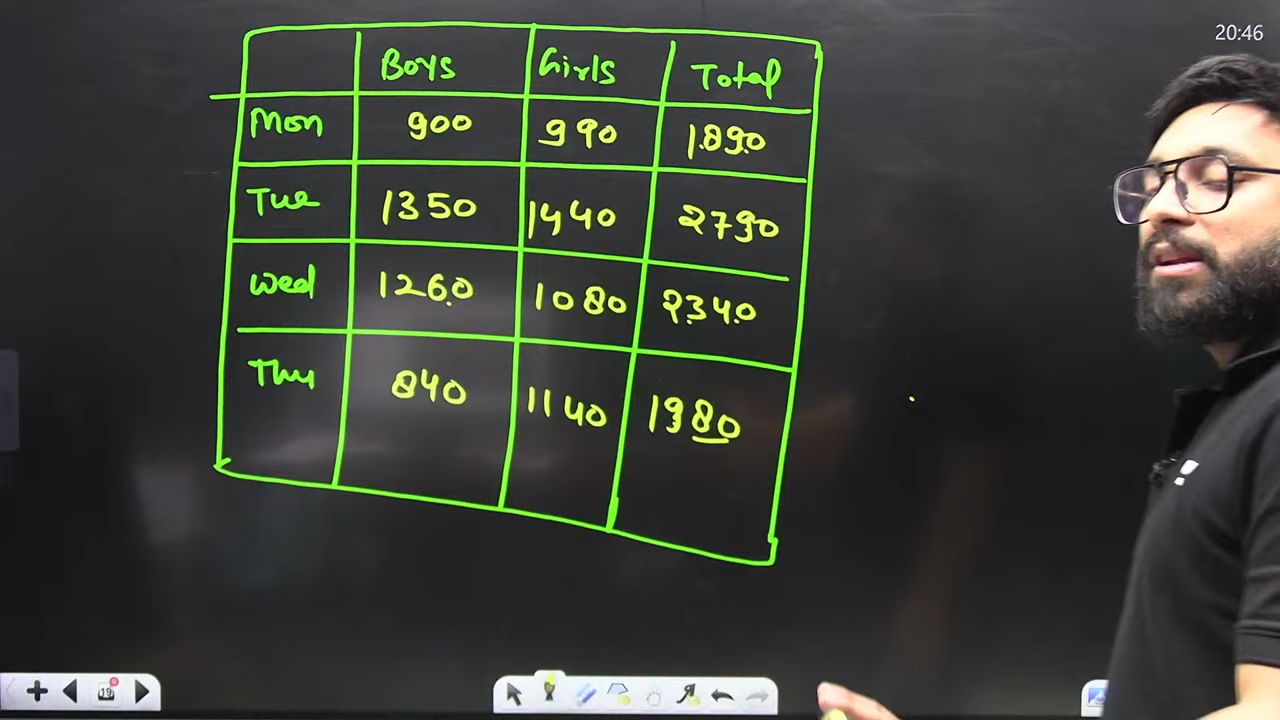 20:46
Boys Girls Total
Mon 900 990 1890
Tue 1350 1440 2790
Wed 1260 1080 2340
Thu 840 1140 1980
19